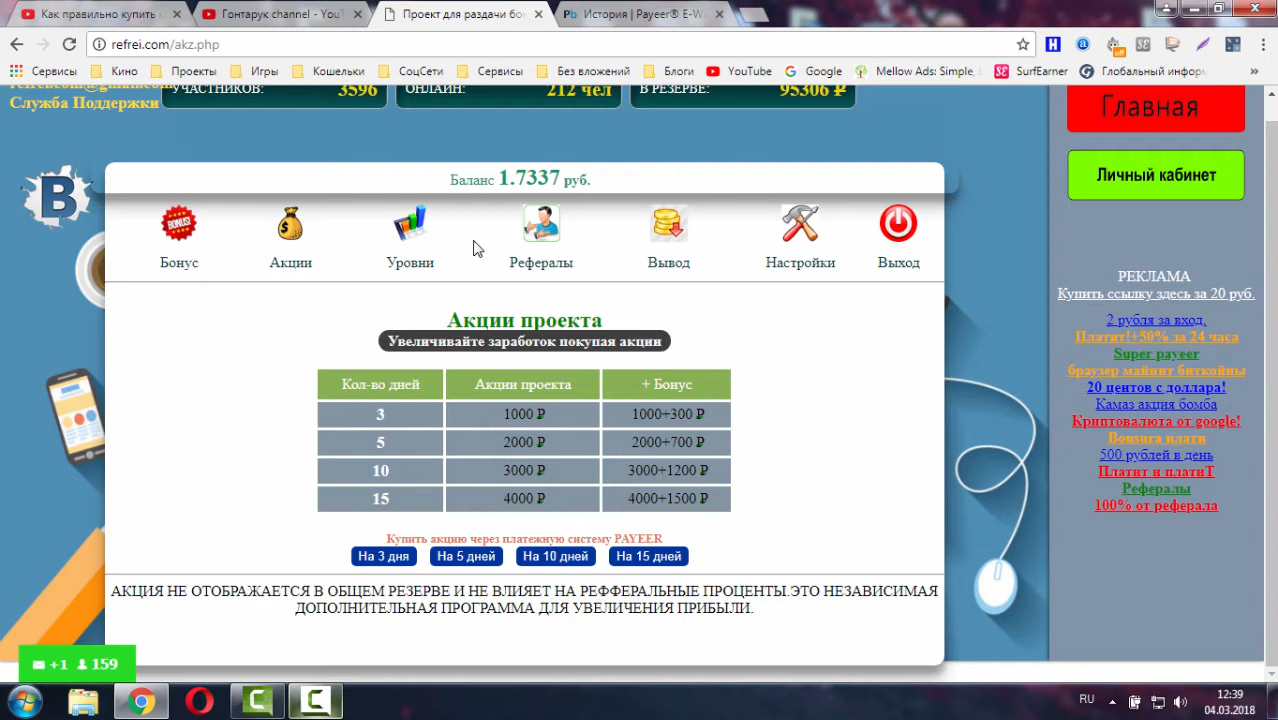 Как правильно купить
Гонтарук channel - YouT
Проект для раздачи бо
История | Payeer® E-Wa
refrei.com/akz.php
Сервисы
Кино
Проекты
Игры
Кошельки
СоцСети
Сервисы
Без вложений
Блоги
YouTube
Google
Mellow Ads: Simple,
SurfEarner
Глобальный инфор
Служба Поддержки
УЧАСТНИКОВ:
3596
ОНЛАЙН:
212 чел
В РЕЗЕРВЕ:
95306 ₽
Главная
Личный кабинет
Баланс 1.7337 руб.
Бонус
Акции
Уровни
Рефералы
Вывод
Настройки
Выход
Акции проекта
Увеличивайте заработок покупая акции
Кол-во дней Акции проекта + Бонус
3 1000 ₽ 1000+300 ₽
5 2000 ₽ 2000+700 ₽
10 3000 ₽ 3000+1200 ₽
15 4000 ₽ 4000+1500 ₽
Купить акцию через платежную систему PAYEER
На 3 дня
На 5 дней
На 10 дней
На 15 дней
АКЦИЯ НЕ ОТОБРАЖАЕТСЯ В ОБЩЕМ РЕЗЕРВЕ И НЕ ВЛИЯЕТ НА РЕФФЕРАЛЬНЫЕ ПРОЦЕНТЫ.ЭТО НЕЗАВИСИМАЯ
ДОПОЛНИТЕЛЬНАЯ ПРОГРАММА ДЛЯ УВЕЛИЧЕНИЯ ПРИБЫЛИ.
РЕКЛАМА
Купить ссылку здесь за 20 руб.
2 рубля за вход.
Платит!+50% за 24 часа
Super payeer
браузер майнит биткойны
20 центов с доллара!
Камаз акция бомба
Криптовалюта от google!
Bonsura плати
500 рублей в день
Платит и платиТ
Рефералы
100% от реферала
+1 159
RU
12:39
04.03.2018